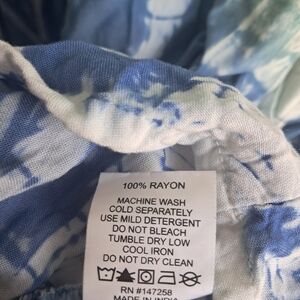 100% RAYON
MACHINE WASH
COLD SEPARATELY
USE MILD DETERGENT
DO NOT BLEACH
TUMBLE DRY LOW
COOL IRON
DO NOT DRY CLEAN
RN #147258
MADE IN INDIA